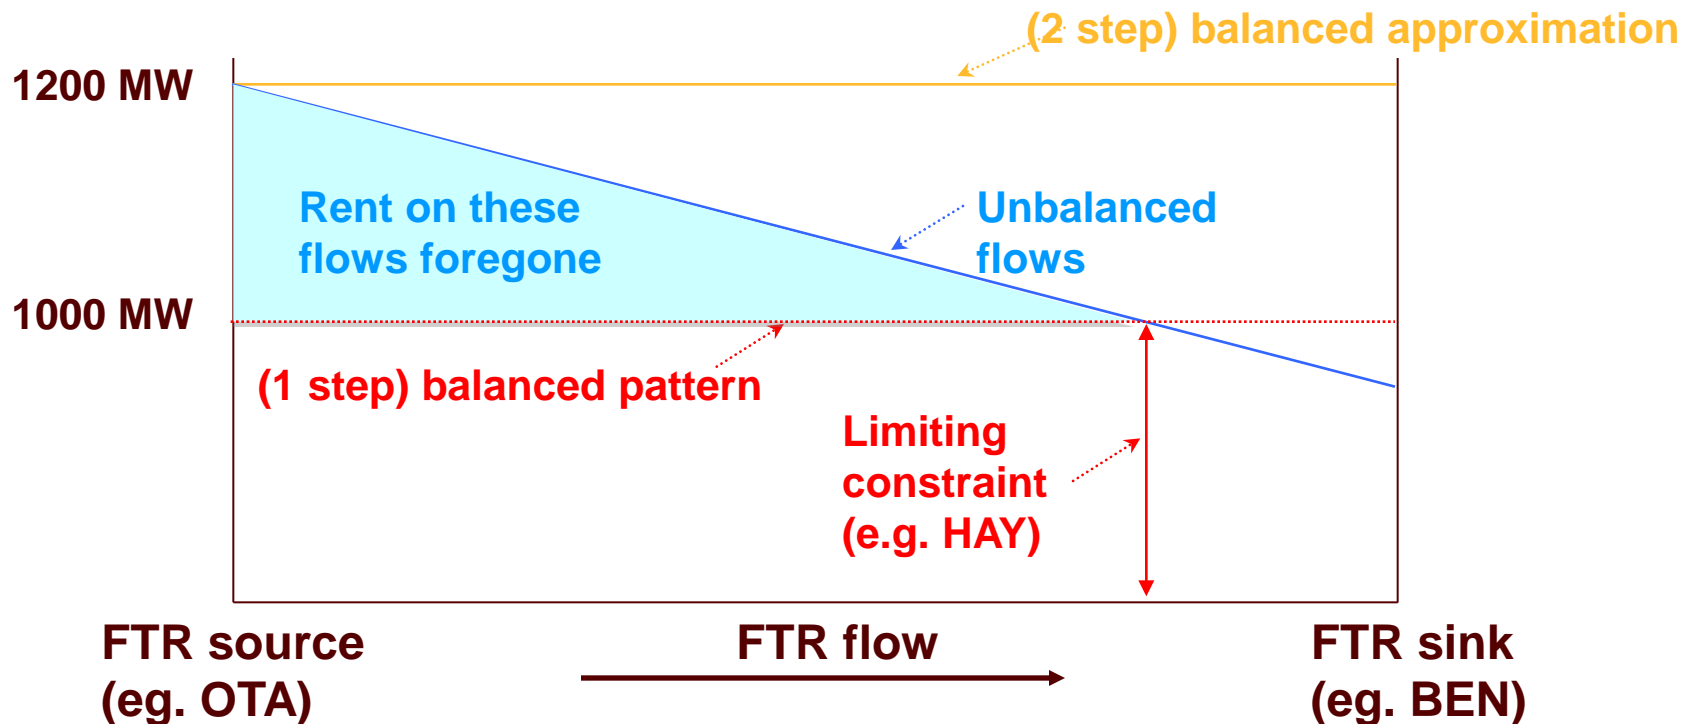 (2 step) balanced approximation
1200 MW
Rent on these
flows foregone
Unbalanced
flows
1000 MW
(1 step) balanced pattern
Limiting
constraint
(e.g. HAY)
FTR source
(eg. OTA)
FTR flow
FTR sink
(eg. BEN)